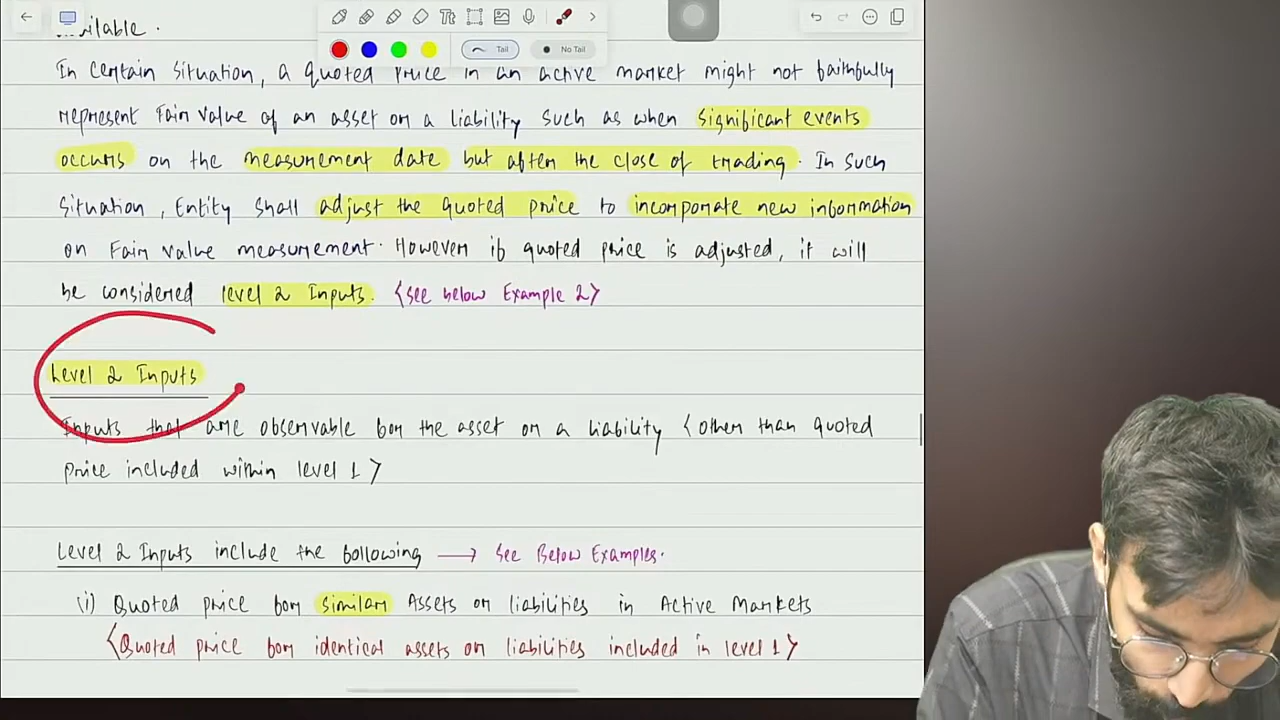 available.
Tail
No Tail
In Certain Situation, a quoted price in an active market might not faithfully
represent Fair value of an asset or a liability such as when significant events
occurs on the measurement date but after the close of trading. In such
situation, Entity shall adjust the quoted price to incorporate new information
on Fair value measurement. However if quoted price is adjusted, it will
be considered level 2 Inputs. <See below Example 2>
Level 2 Inputs
Inputs that are observable for the asset or a liability <other than quoted
price included within level 1>
Level 2 Inputs include the following → See Below Examples.
(i) Quoted price for similar Assets or liabilities in Active Markets
<Quoted price for identical assets or liabilities included in level 1>